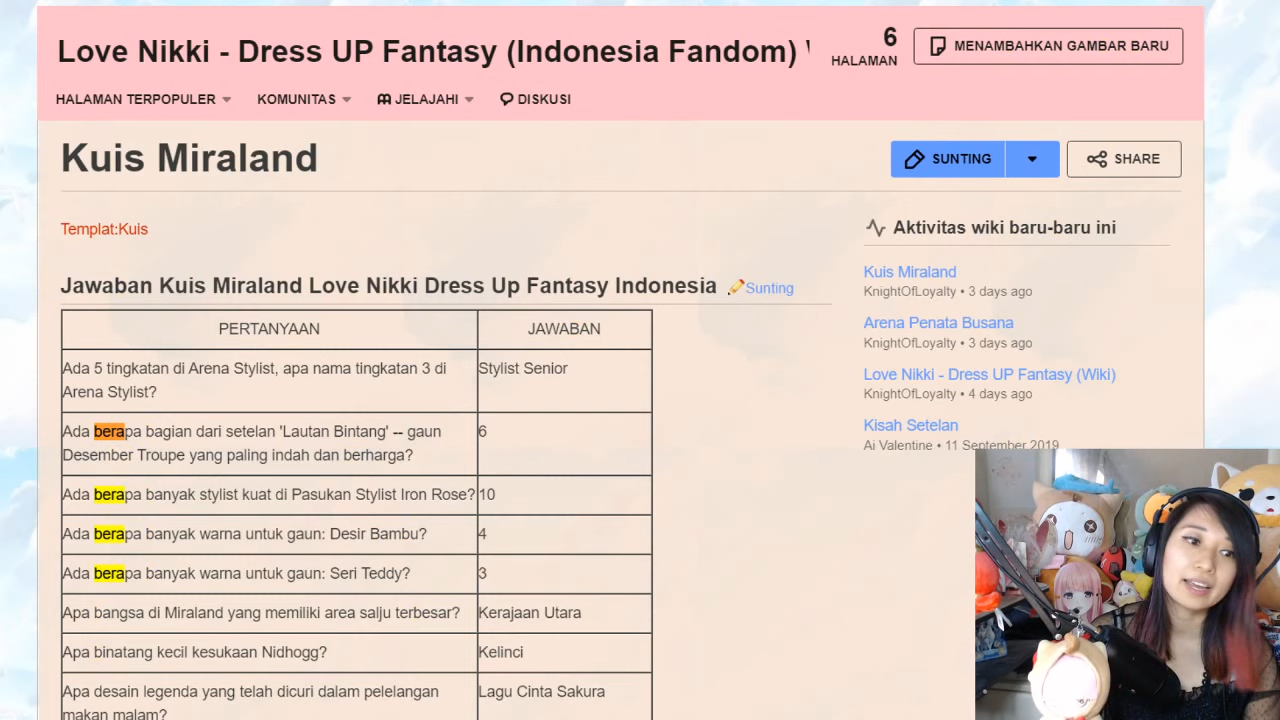 Love Nikki - Dress UP Fantasy (Indonesia Fandom)
6
HALAMAN
MENAMBAHKAN GAMBAR BARU
HALAMAN TERPOPULER
KOMUNITAS
JELAJAHI
DISKUSI
Kuis Miraland
SUNTING
SHARE
Templat:Kuis
Jawaban Kuis Miraland Love Nikki Dress Up Fantasy Indonesia
Sunting
PERTANYAAN
JAWABAN
Ada 5 tingkatan di Arena Stylist, apa nama tingkatan 3 di
Arena Stylist?
Stylist Senior
Ada berapa bagian dari setelan 'Lautan Bintang' -- gaun
Desember Troupe yang paling indah dan berharga?
6
Ada berapa banyak stylist kuat di Pasukan Stylist Iron Rose?
10
Ada berapa banyak warna untuk gaun: Desir Bambu?
4
Ada berapa banyak warna untuk gaun: Seri Teddy?
3
Apa bangsa di Miraland yang memiliki area salju terbesar?
Kerajaan Utara
Apa binatang kecil kesukaan Nidhogg?
Kelinci
Apa desain legenda yang telah dicuri dalam pelelangan
makan malam?
Lagu Cinta Sakura
Aktivitas wiki baru-baru ini
Kuis Miraland
KnightOfLoyalty • 3 days ago
Arena Penata Busana
KnightOfLoyalty • 3 days ago
Love Nikki - Dress UP Fantasy (Wiki)
KnightOfLoyalty • 4 days ago
Kisah Setelan
Ai Valentine • 11 September 2019